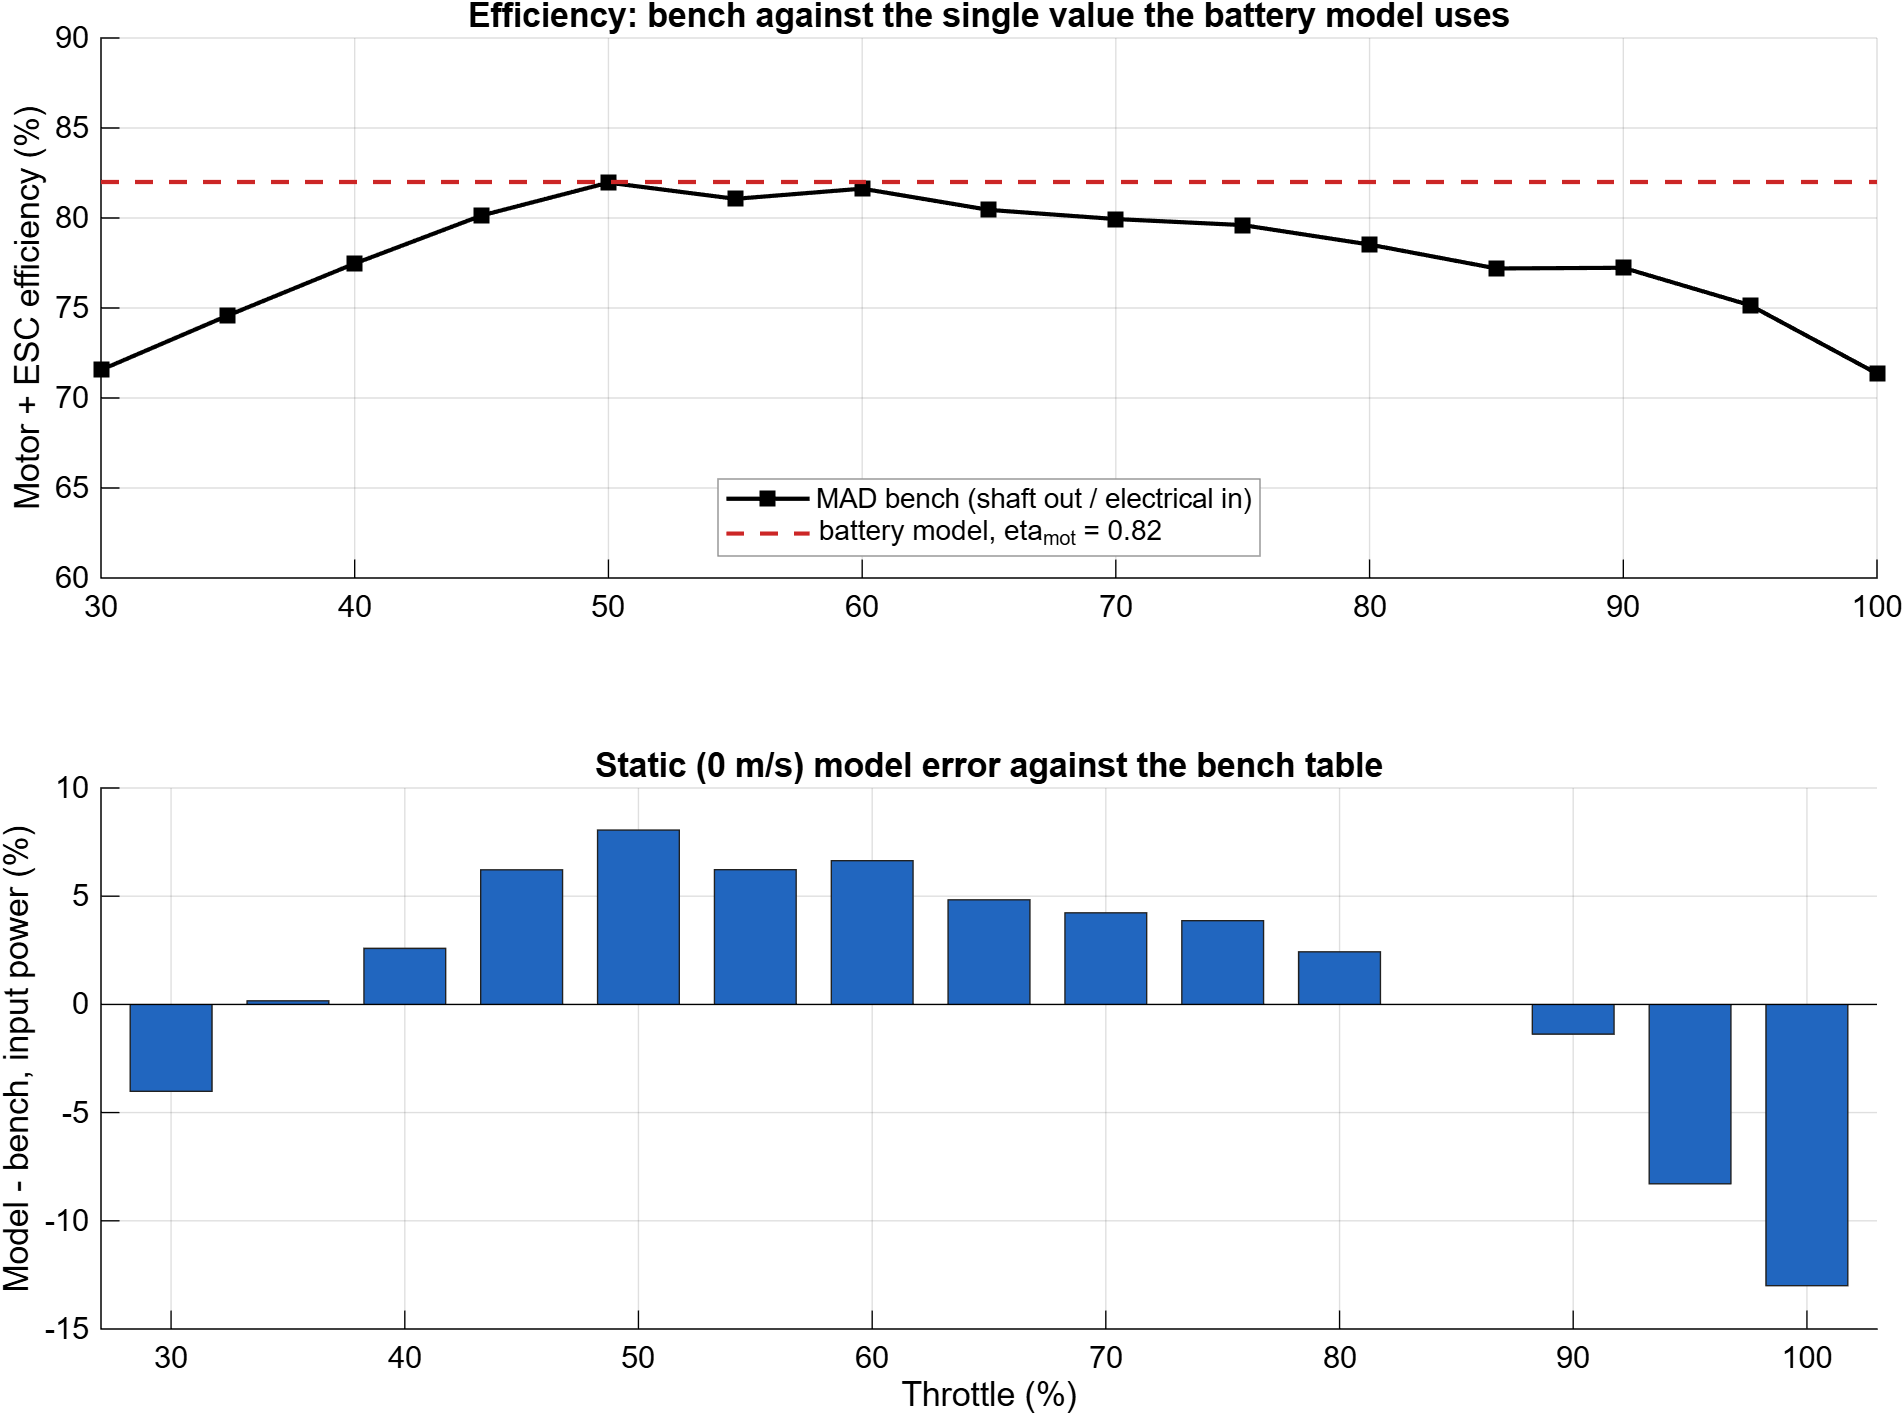 Efficiency: bench against the single value the battery model uses
Motor + ESC efficiency (%)
90
85
80
75
70
65
60
MAD bench (shaft out / electrical in)
battery model, eta_mot = 0.82
30 40 50 60 70 80 90 100
Static (0 m/s) model error against the bench table
Model - bench, input power (%)
10
5
0
-5
-10
-15
30 40 50 60 70 80 90 100
Throttle (%)